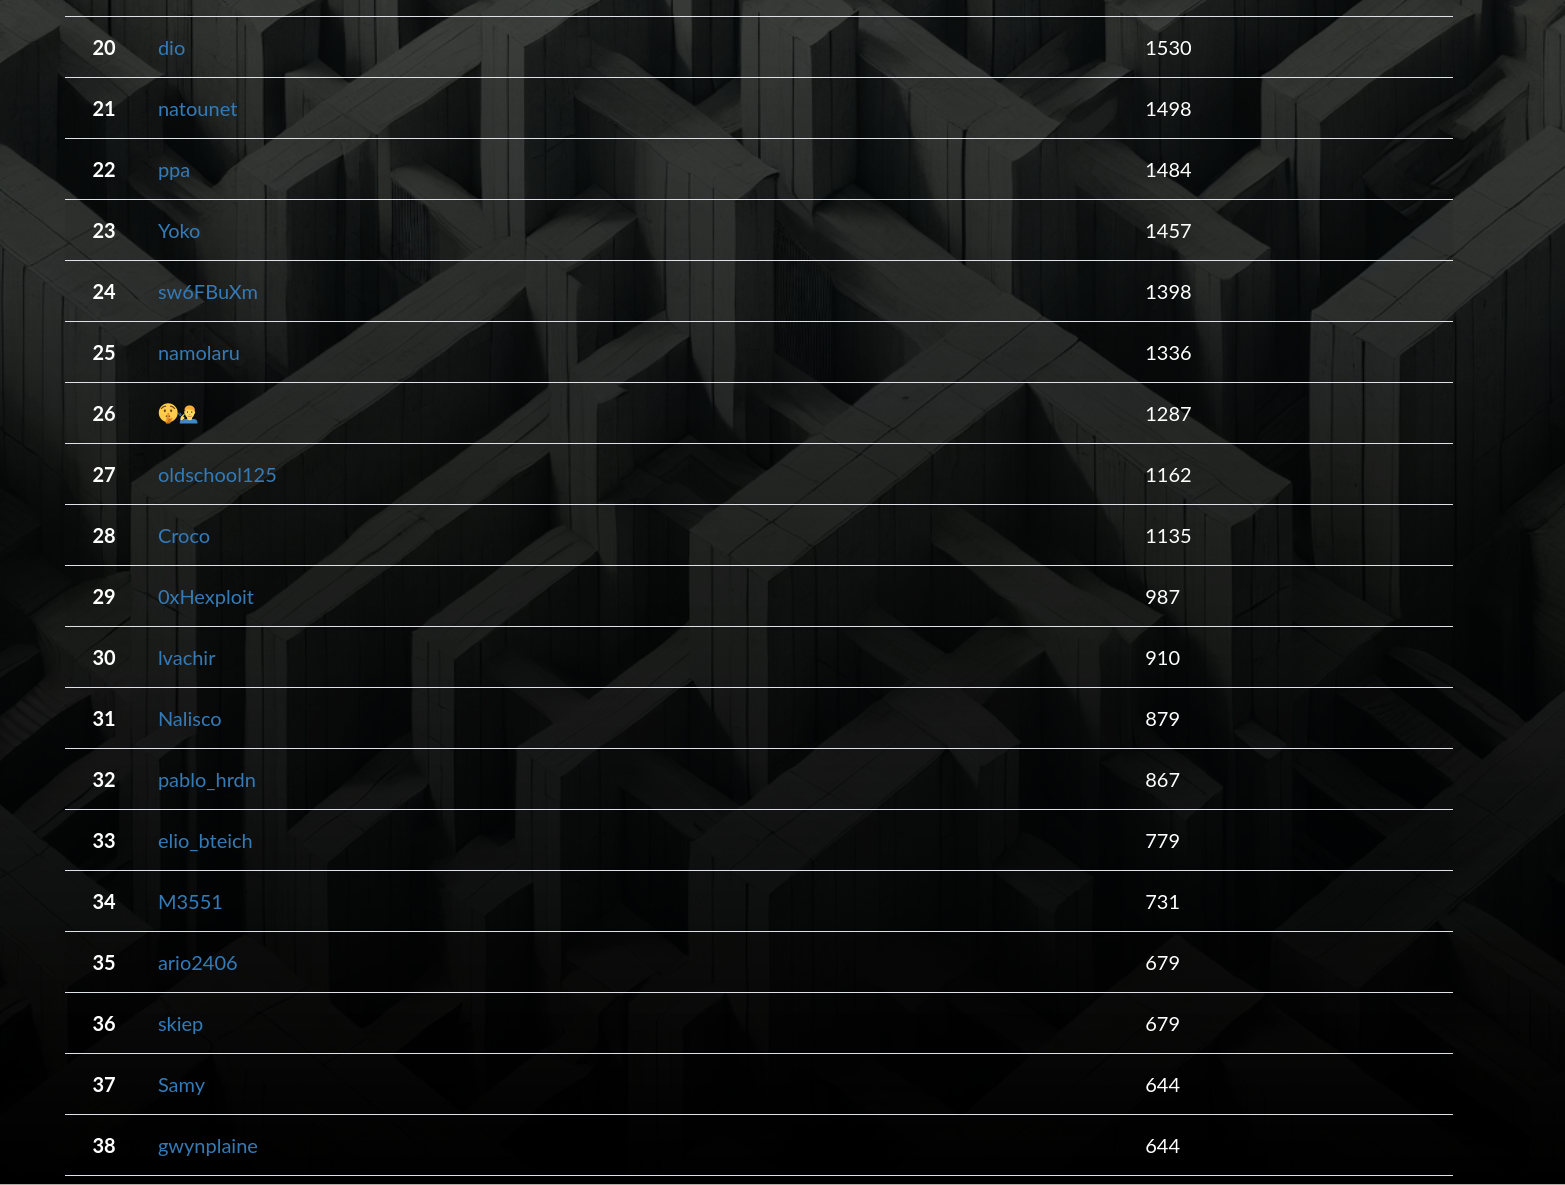 20 dio 1530
21 natounet 1498
22 ppa 1484
23 Yoko 1457
24 sw6FBuXm 1398
25 namolaru 1336
26 🤫🧏‍♂️ 1287
27 oldschool125 1162
28 Croco 1135
29 0xHexploit 987
30 lvachir 910
31 Nalisco 879
32 pablo_hrdn 867
33 elio_bteich 779
34 M3551 731
35 ario2406 679
36 skiep 679
37 Samy 644
38 gwynplaine 644